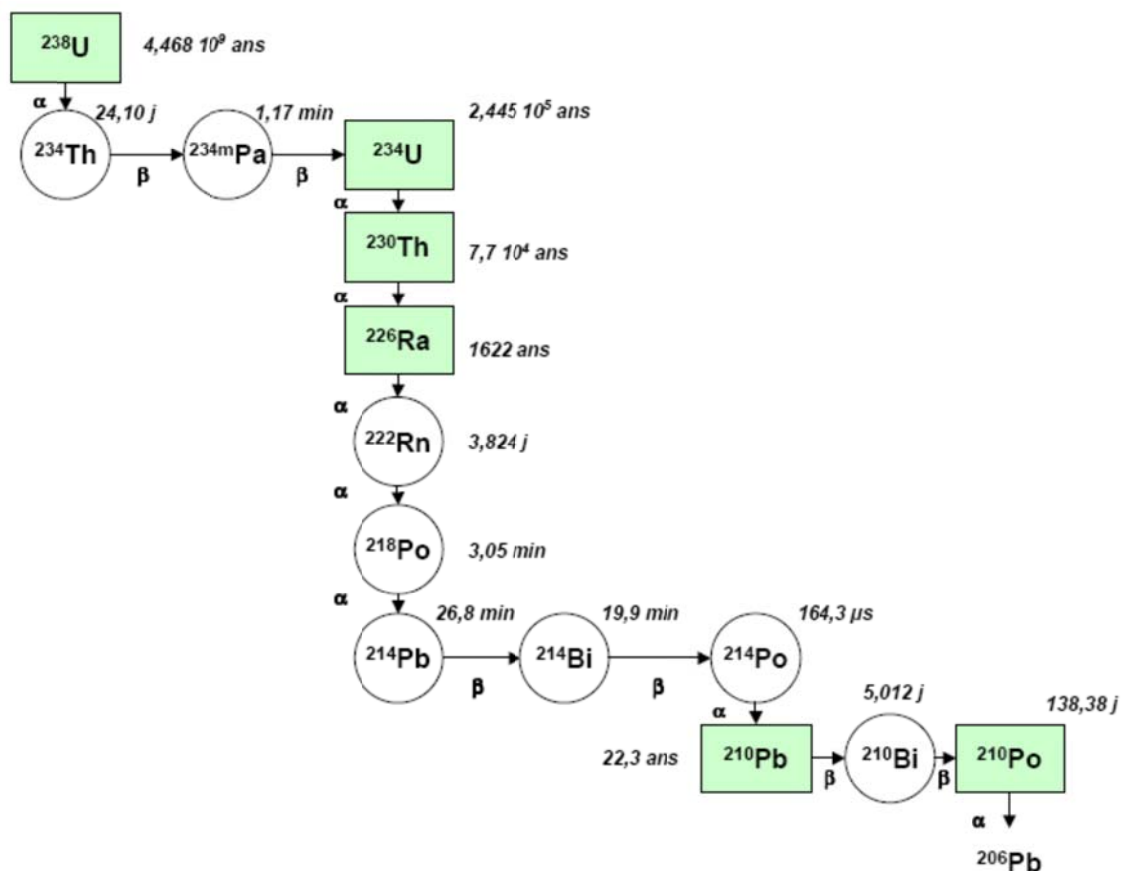 ²³⁸U
4,468 10⁹ ans
α
24,10 j
1,17 min
2,445 10⁵ ans
²³⁴Th
β
²³⁴ᵐPa
β
²³⁴U
α
²³⁰Th
7,7 10⁴ ans
α
²²⁶Ra
1622 ans
α
²²²Rn
3,824 j
α
²¹⁸Po
3,05 min
α
26,8 min
19,9 min
164,3 µs
²¹⁴Pb
β
²¹⁴Bi
β
²¹⁴Po
α
5,012 j
138,38 j
22,3 ans
²¹⁰Pb
β
²¹⁰Bi
β
²¹⁰Po
α
²⁰⁶Pb